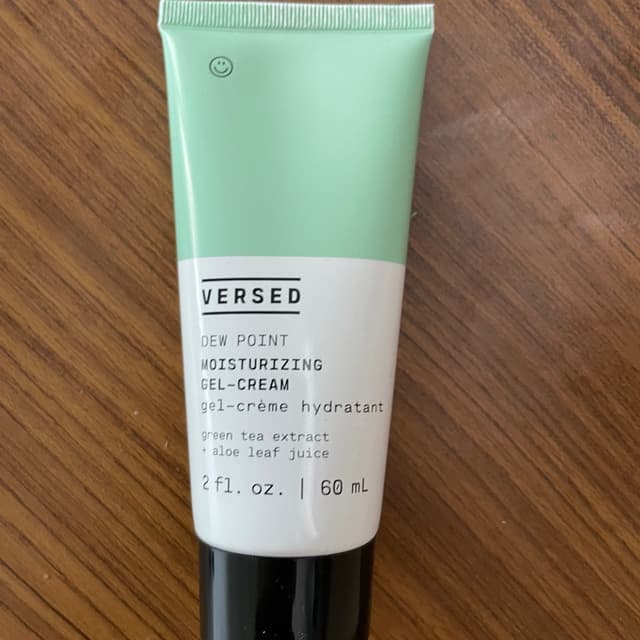 VERSED
DEW POINT
MOISTURIZING
GEL-CREAM
gel-crème hydratant
green tea extract
+ aloe leaf juice
2 fl. oz. | 60 mL